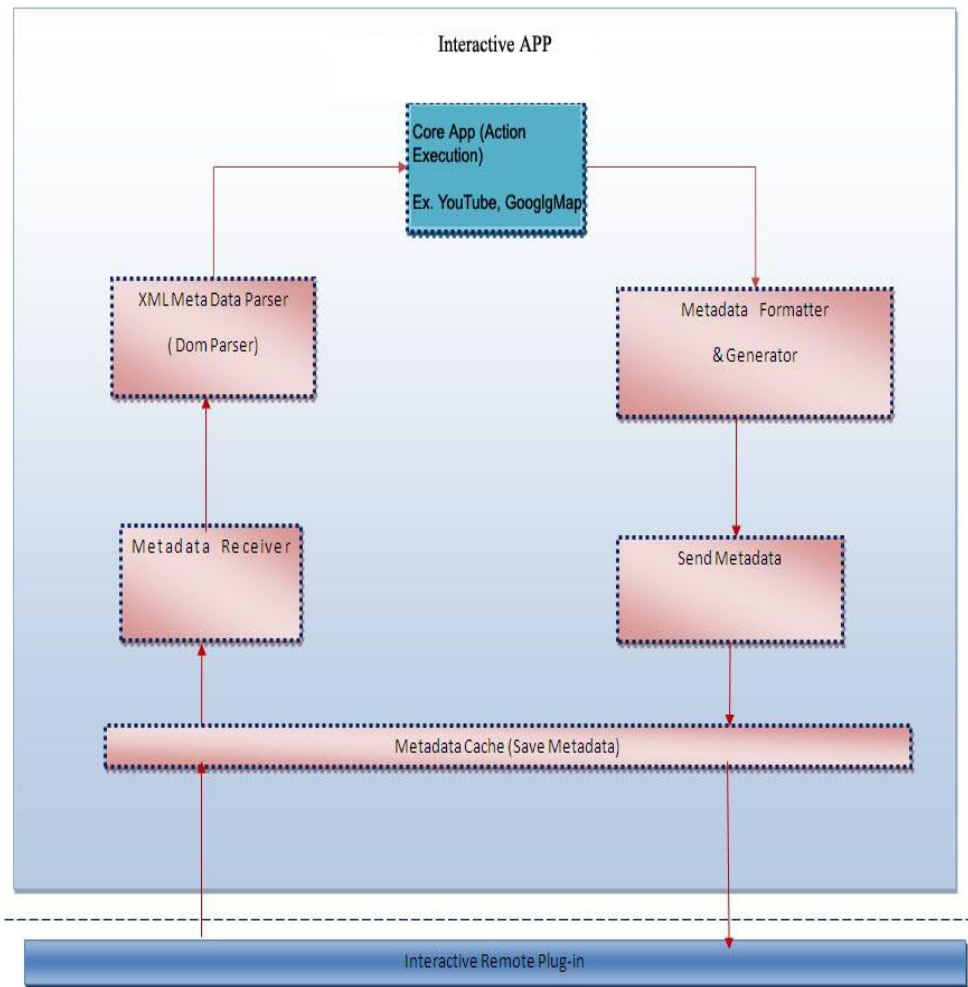 Interactive APP
Core App (Action
Execution)
Ex. YouTube, GooglgMap
XML Meta Data Parser
( Dom Parser)
Metadata Formatter
& Generator
Metadata Receiver
Send Metadata
Metadata Cache (Save Metadata)
Interactive Remote Plug-in